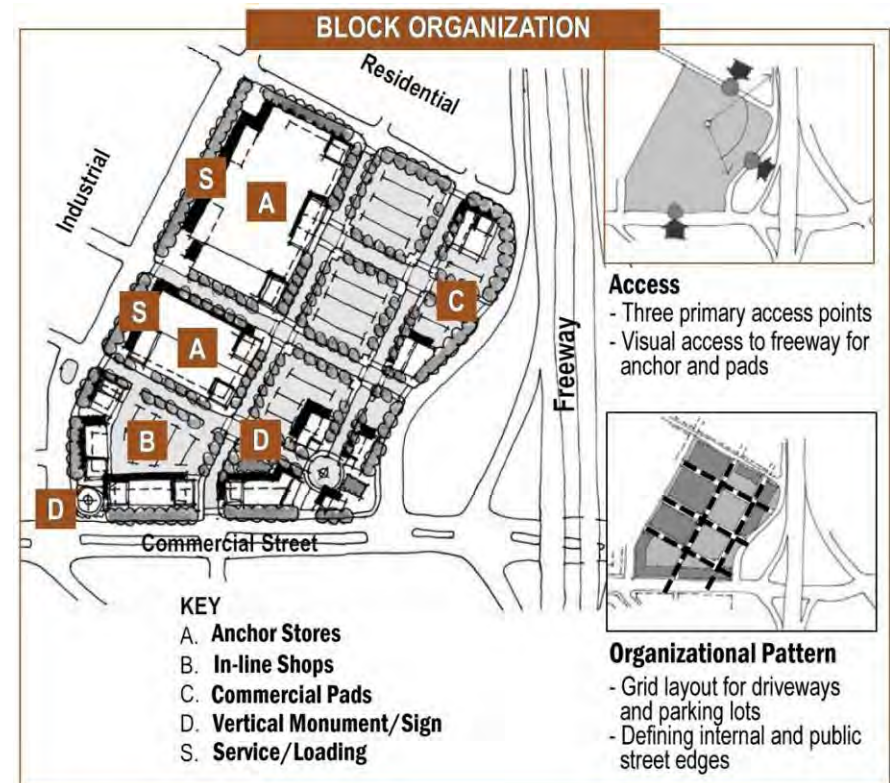 BLOCK ORGANIZATION
Residential
Industrial
S
A
C
S
A
B
D
D
Freeway
Commercial Street
KEY
A. Anchor Stores
B. In-line Shops
C. Commercial Pads
D. Vertical Monument/Sign
S. Service/Loading
Access
- Three primary access points
- Visual access to freeway for
anchor and pads
Organizational Pattern
- Grid layout for driveways
and parking lots
- Defining internal and public
street edges